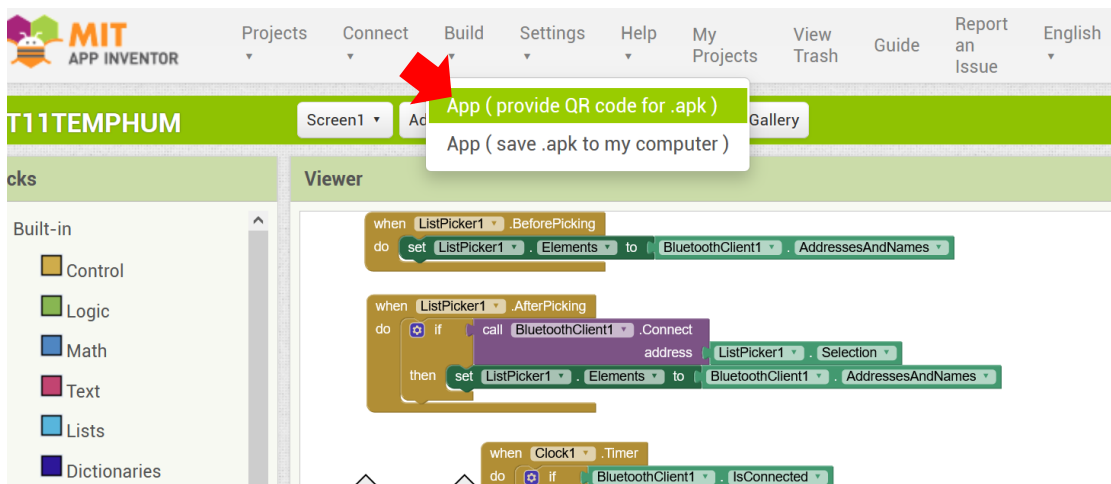 MIT
APP INVENTOR
Projects
Connect
Build
Settings
Help
My
Projects
View
Trash
Guide
Report
an
Issue
English
T11TEMPHUM
Screen1
Ad
App ( provide QR code for .apk )
App ( save .apk to my computer )
Gallery
cks
Viewer
Built-in
Control
Logic
Math
Text
Lists
Dictionaries
when ListPicker1 .BeforePicking
do set ListPicker1 . Elements to BluetoothClient1 . AddressesAndNames
when ListPicker1 .AfterPicking
do if call BluetoothClient1 .Connect
address ListPicker1 . Selection
then set ListPicker1 . Elements to BluetoothClient1 . AddressesAndNames
when Clock1 .Timer
do if BluetoothClient1 . IsConnected